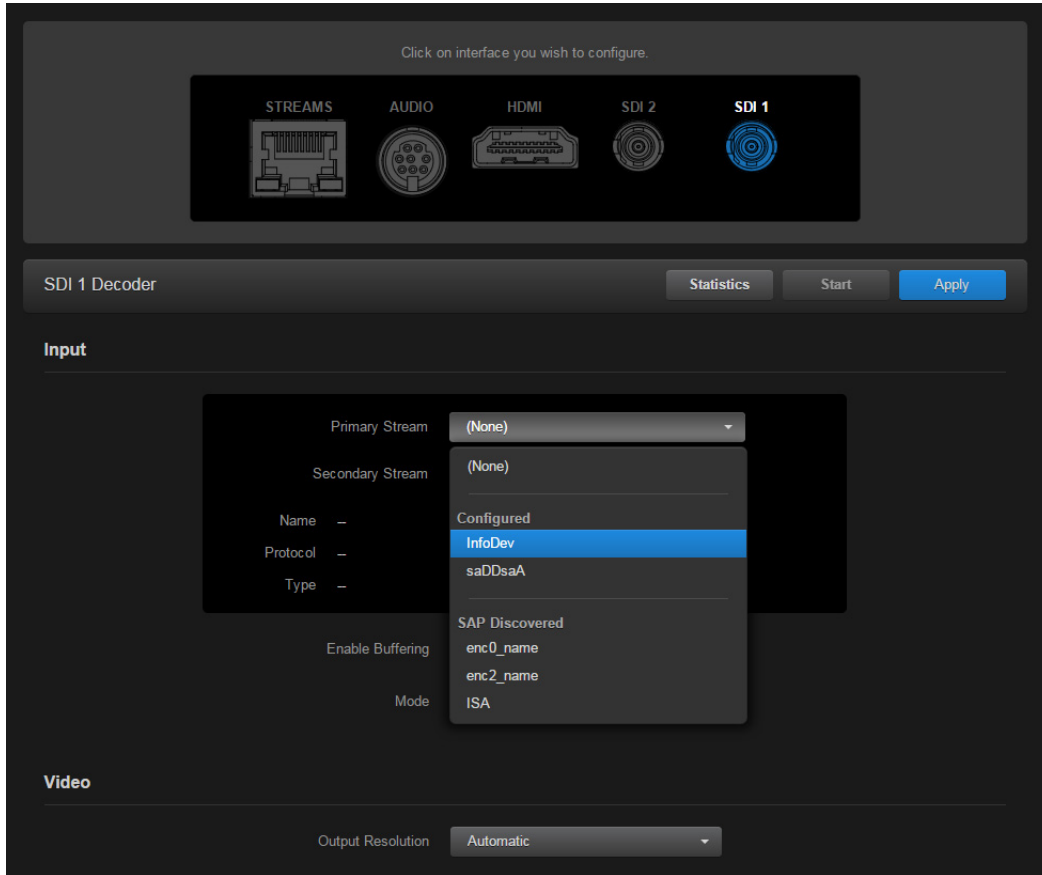 Click on interface you wish to configure.
STREAMS AUDIO HDMI SDI 2 SDI 1
SDI 1 Decoder Statistics Start Apply
Input
Primary Stream (None)
Secondary Stream (None)
Name -- Configured
InfoDev
Protocol --
saDDsaA
Type --
SAP Discovered
Enable Buffering enc0_name
enc2_name
Mode ISA
Video
Output Resolution Automatic